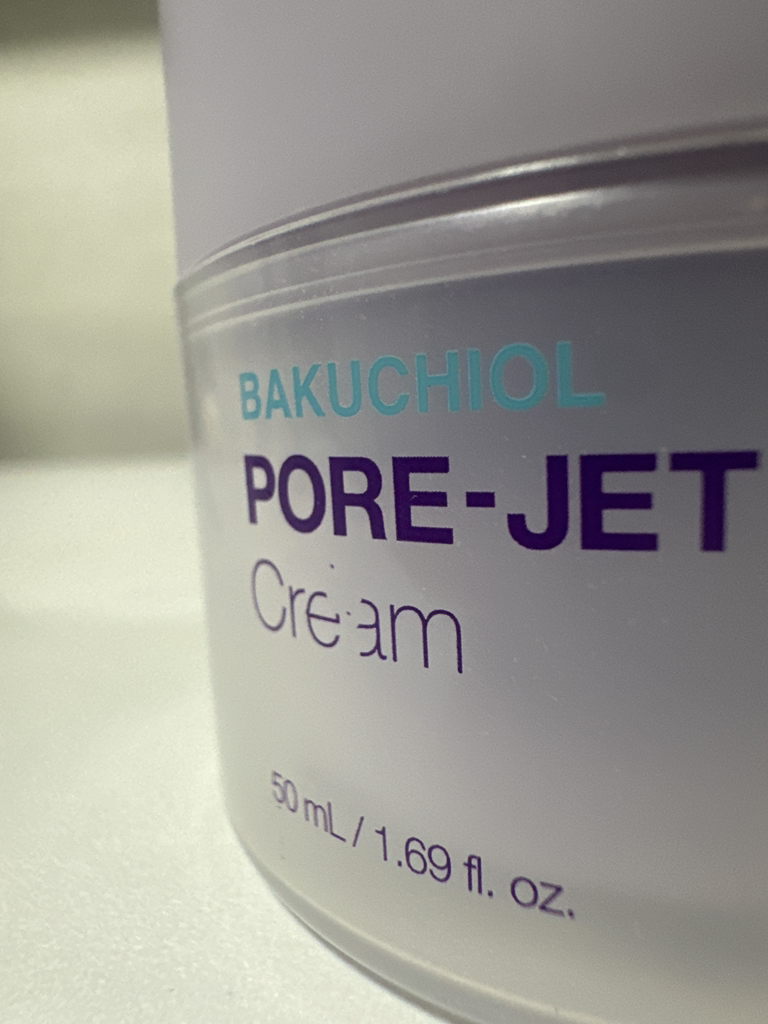 BAKUCHIOL
PORE-JET
Cream
50 mL / 1.69 fl. oz.